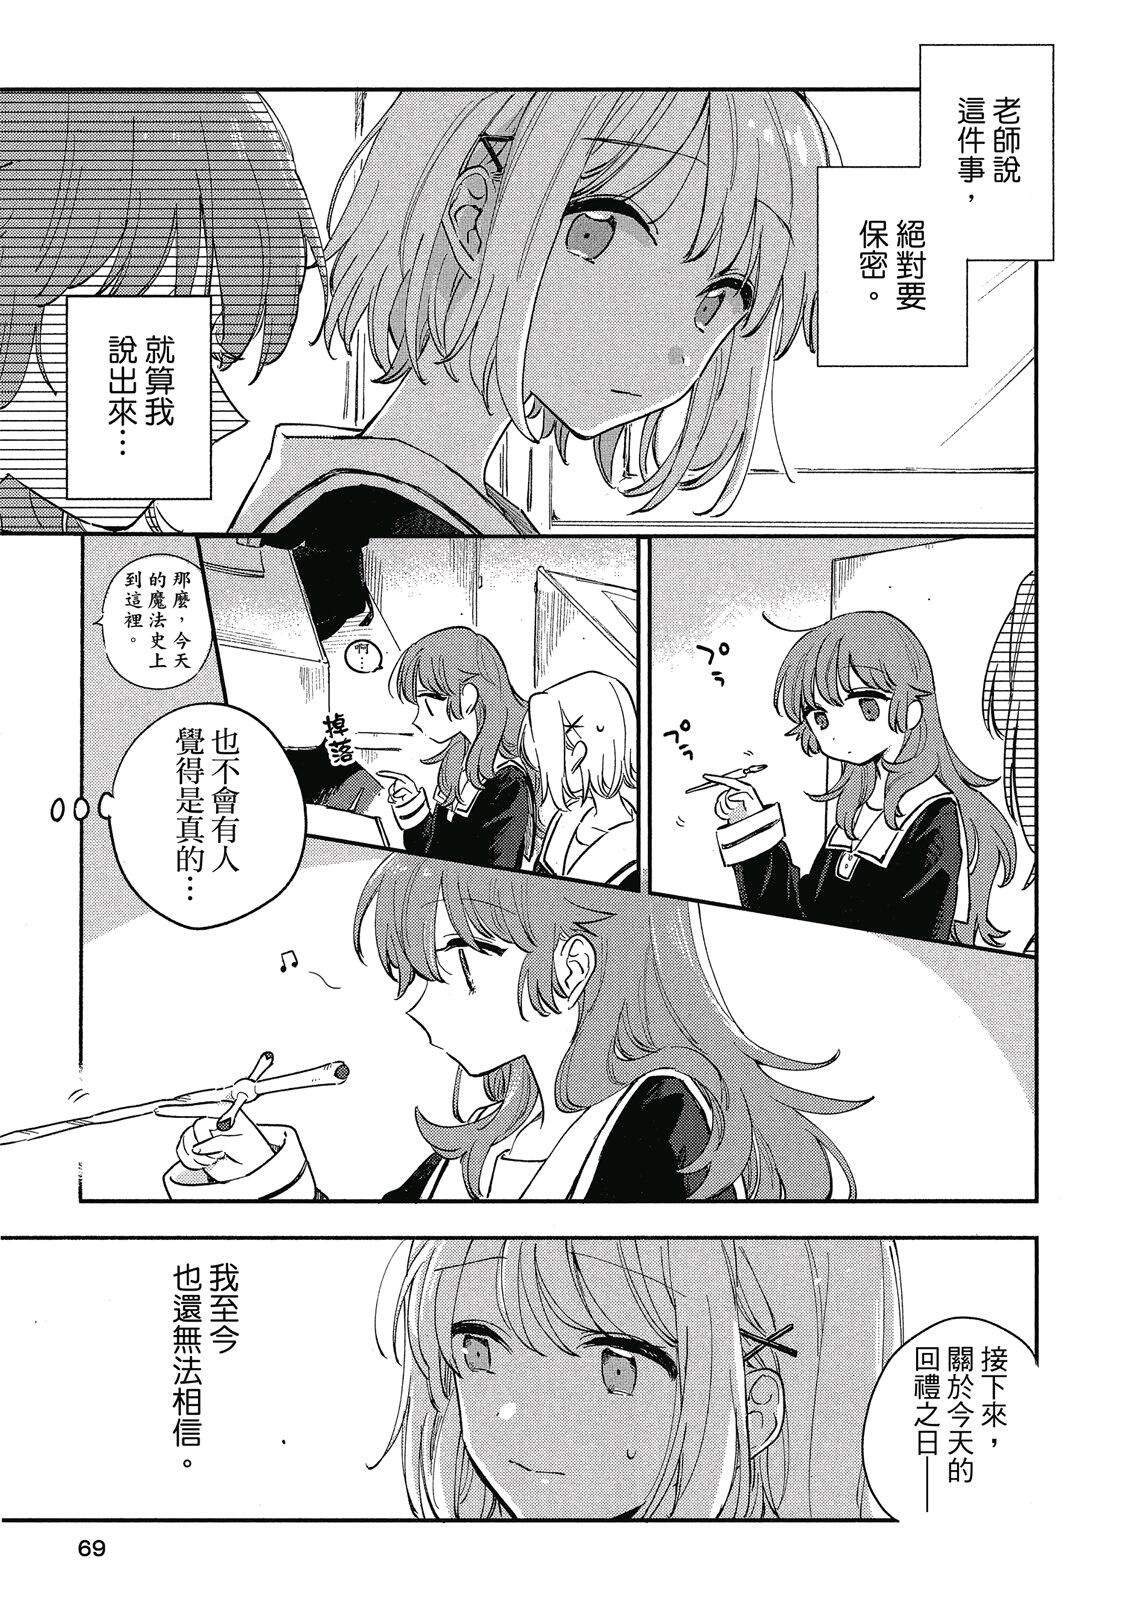 老師說
這件事，
絕對要
保密。
就算我
說出來…
プラ
プラ
啊…
掉落
那麼，今天
的魔法史上
到這裡。
也不會有人
覺得是真的…
♪
接下來，
關於今天的
回禮之日——
我至今
也還無法相信。
69